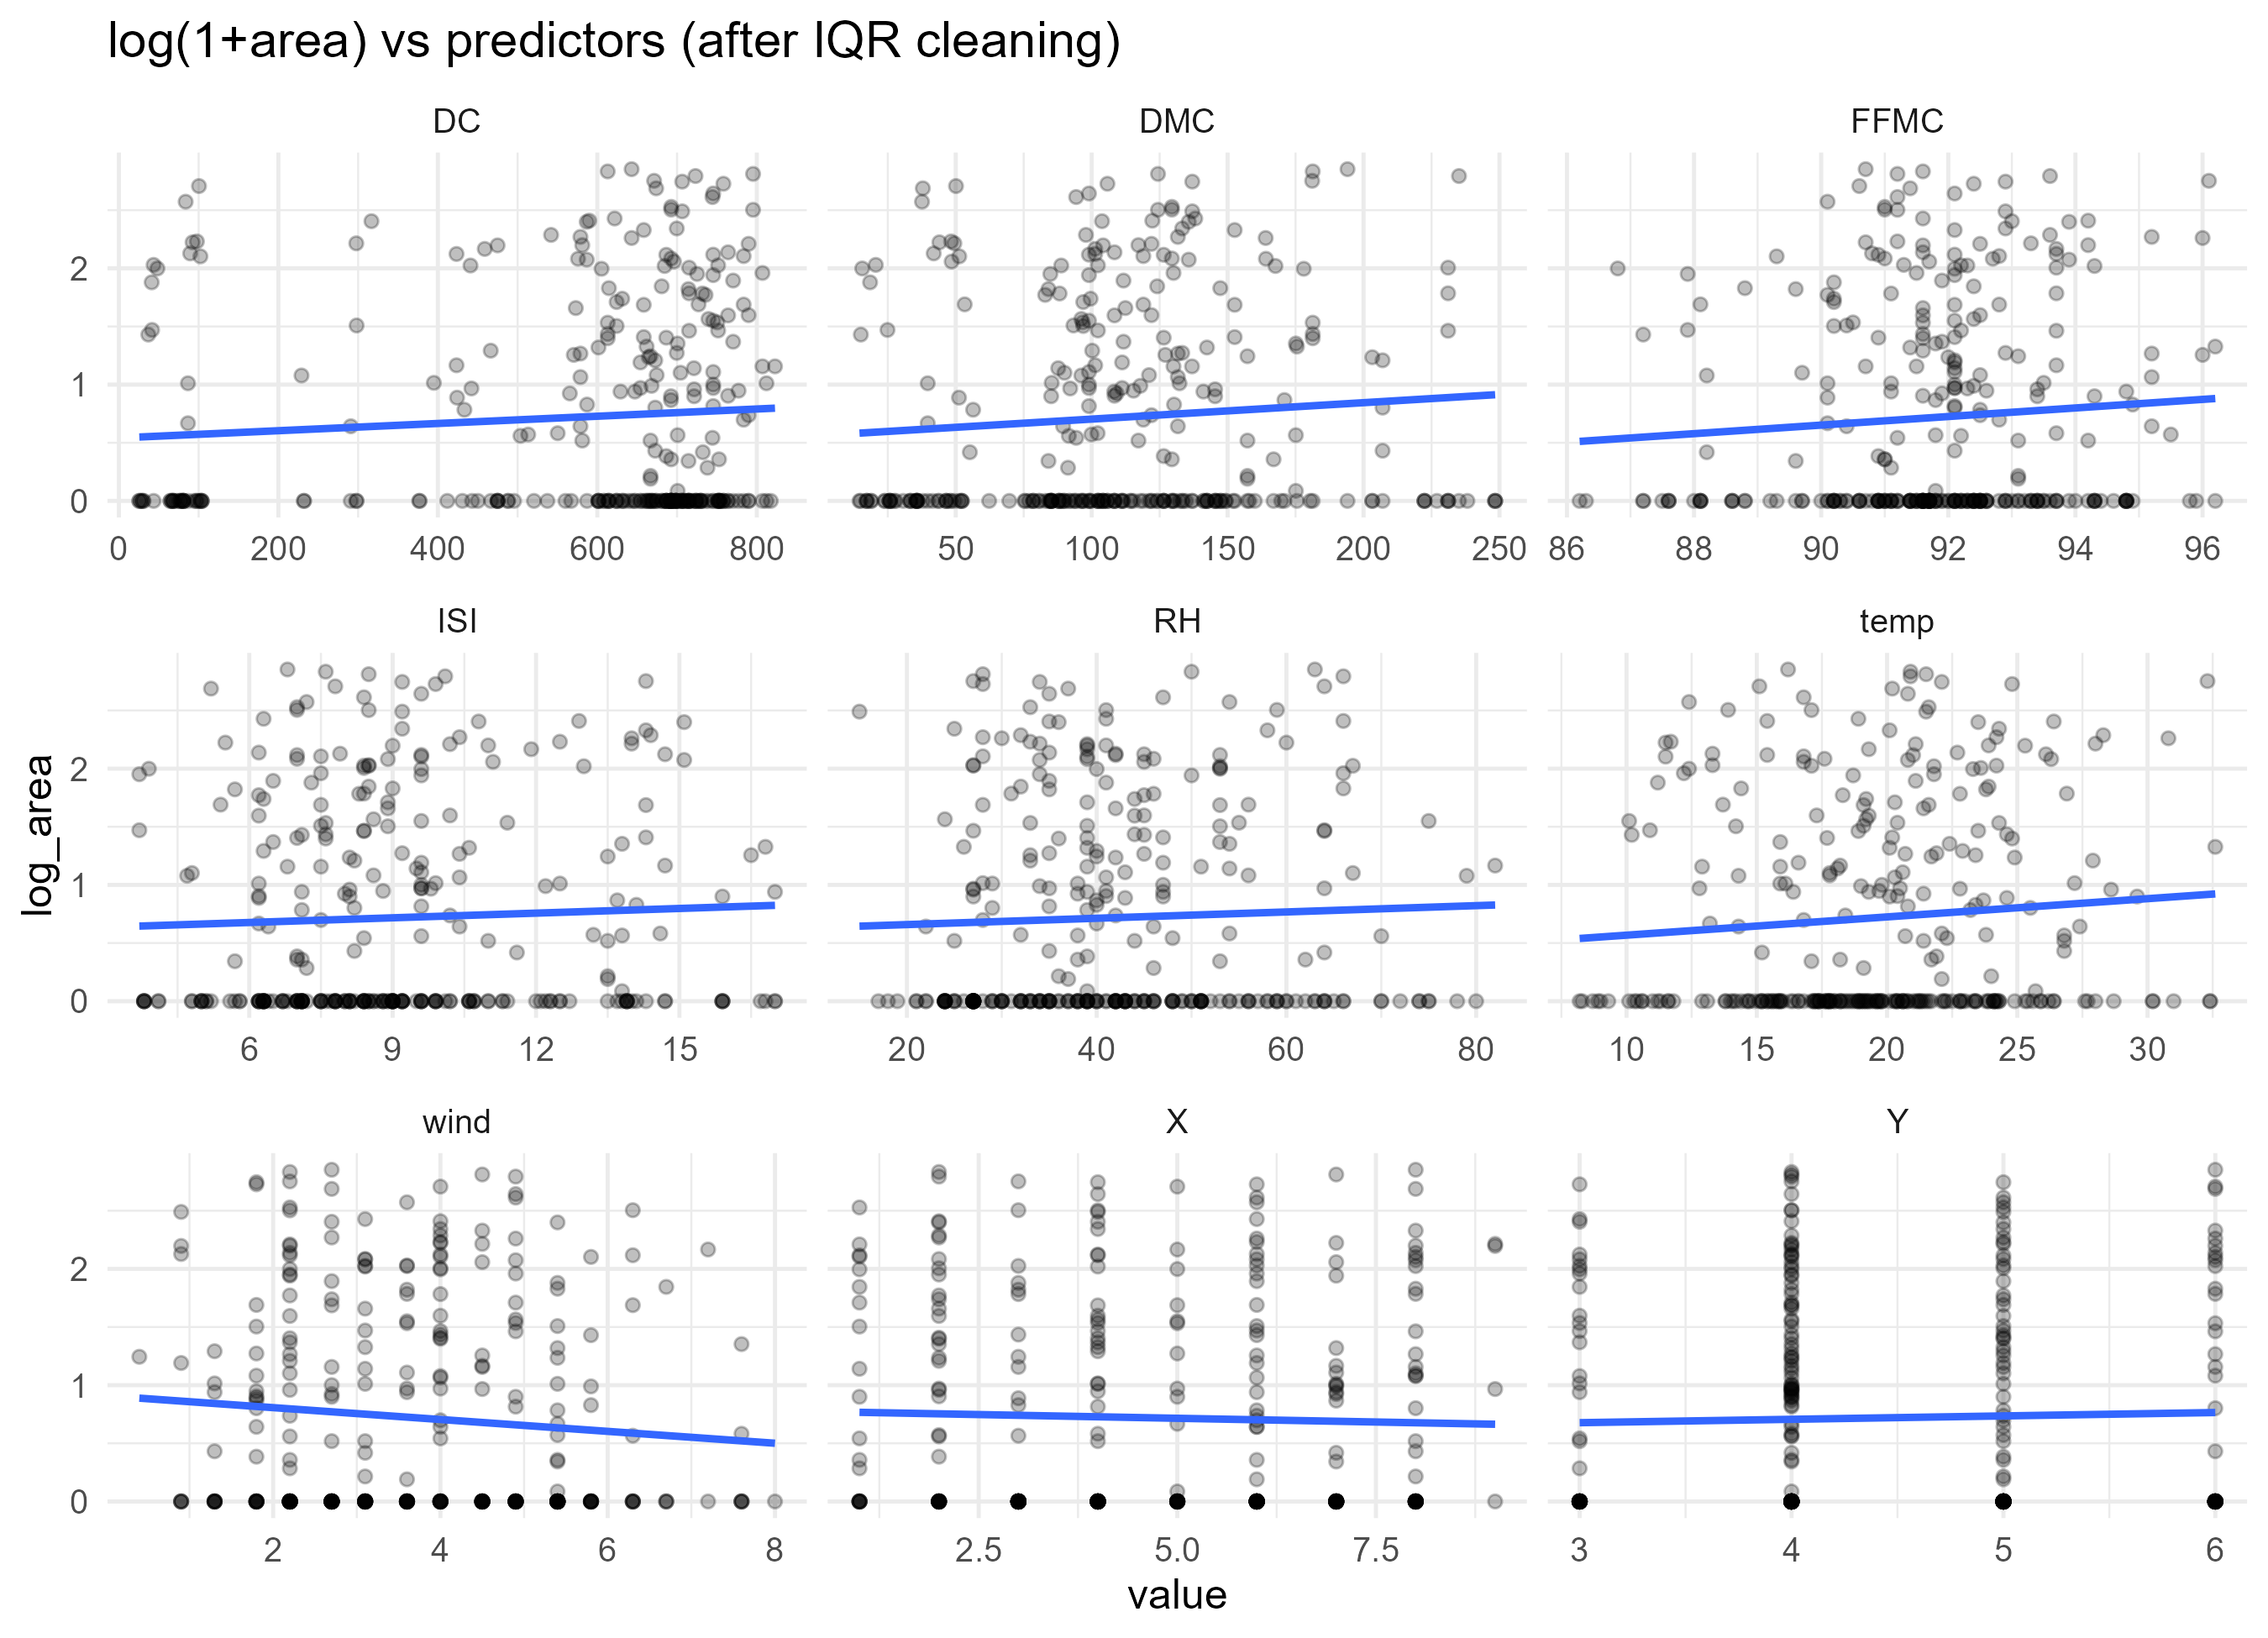 log(1+area) vs predictors (after IQR cleaning)
DC DMC FFMC
2
1
0
0 200 400 600 800 50 100 150 200 250 86 88 90 92 94 96
ISI RH temp
log_area
2
1
0
6 9 12 15 20 40 60 80 10 15 20 25 30
wind X Y
2
1
0
2 4 6 8 2.5 5.0 7.5 3 4 5 6
value